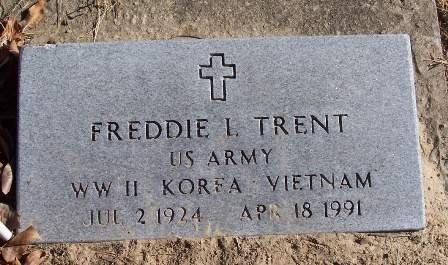 FREDDIE L TRENT
US ARMY
WW II KOREA VIETNAM
JUL 2 1924 APR 18 1991